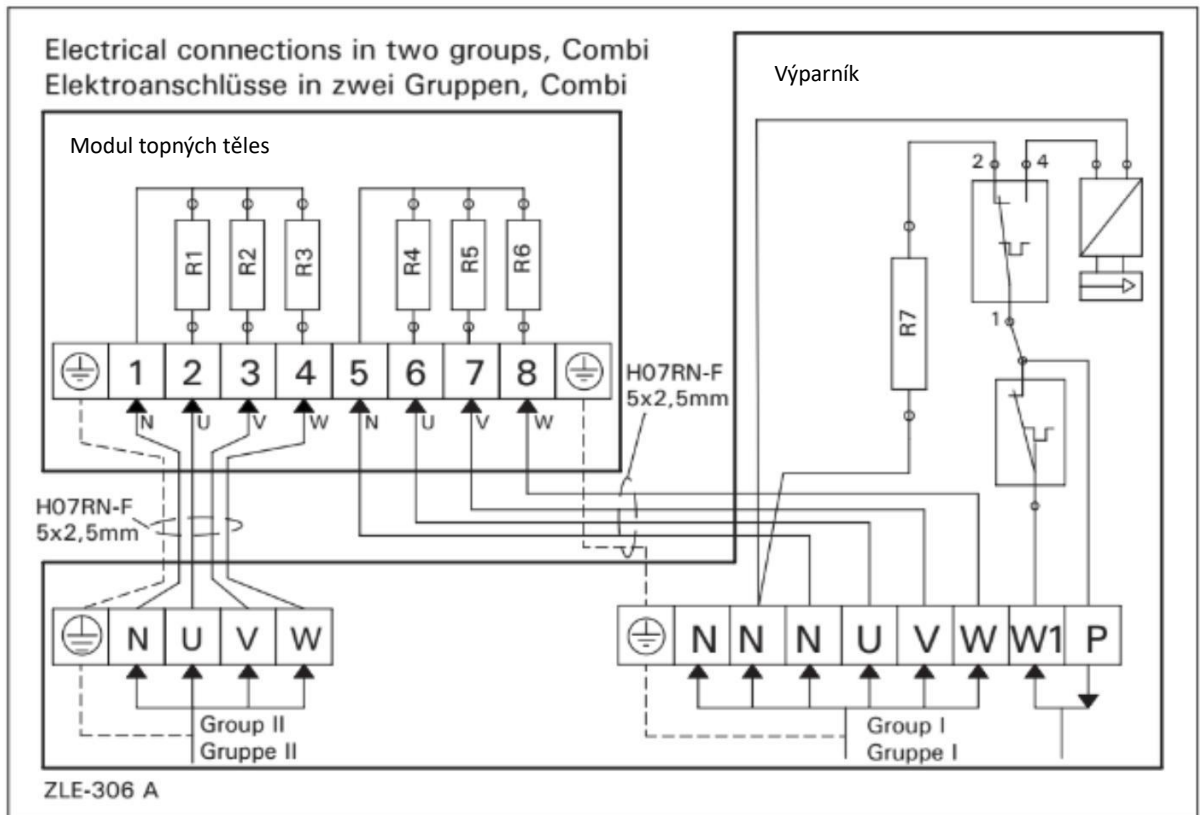 Electrical connections in two groups, Combi
Elektroanschlüsse in zwei Gruppen, Combi
Výparník
Modul topných těles
2 4
R1 R2 R3 R4 R5 R6
R7
1
1 2 3 4 5 6 7 8
H07RN-F
5x2,5mm
N U V W N U V W
H07RN-F
5x2,5mm
N U V W
N N N U V W W1 P
Group II
Gruppe II
Group I
Gruppe I
ZLE-306 A